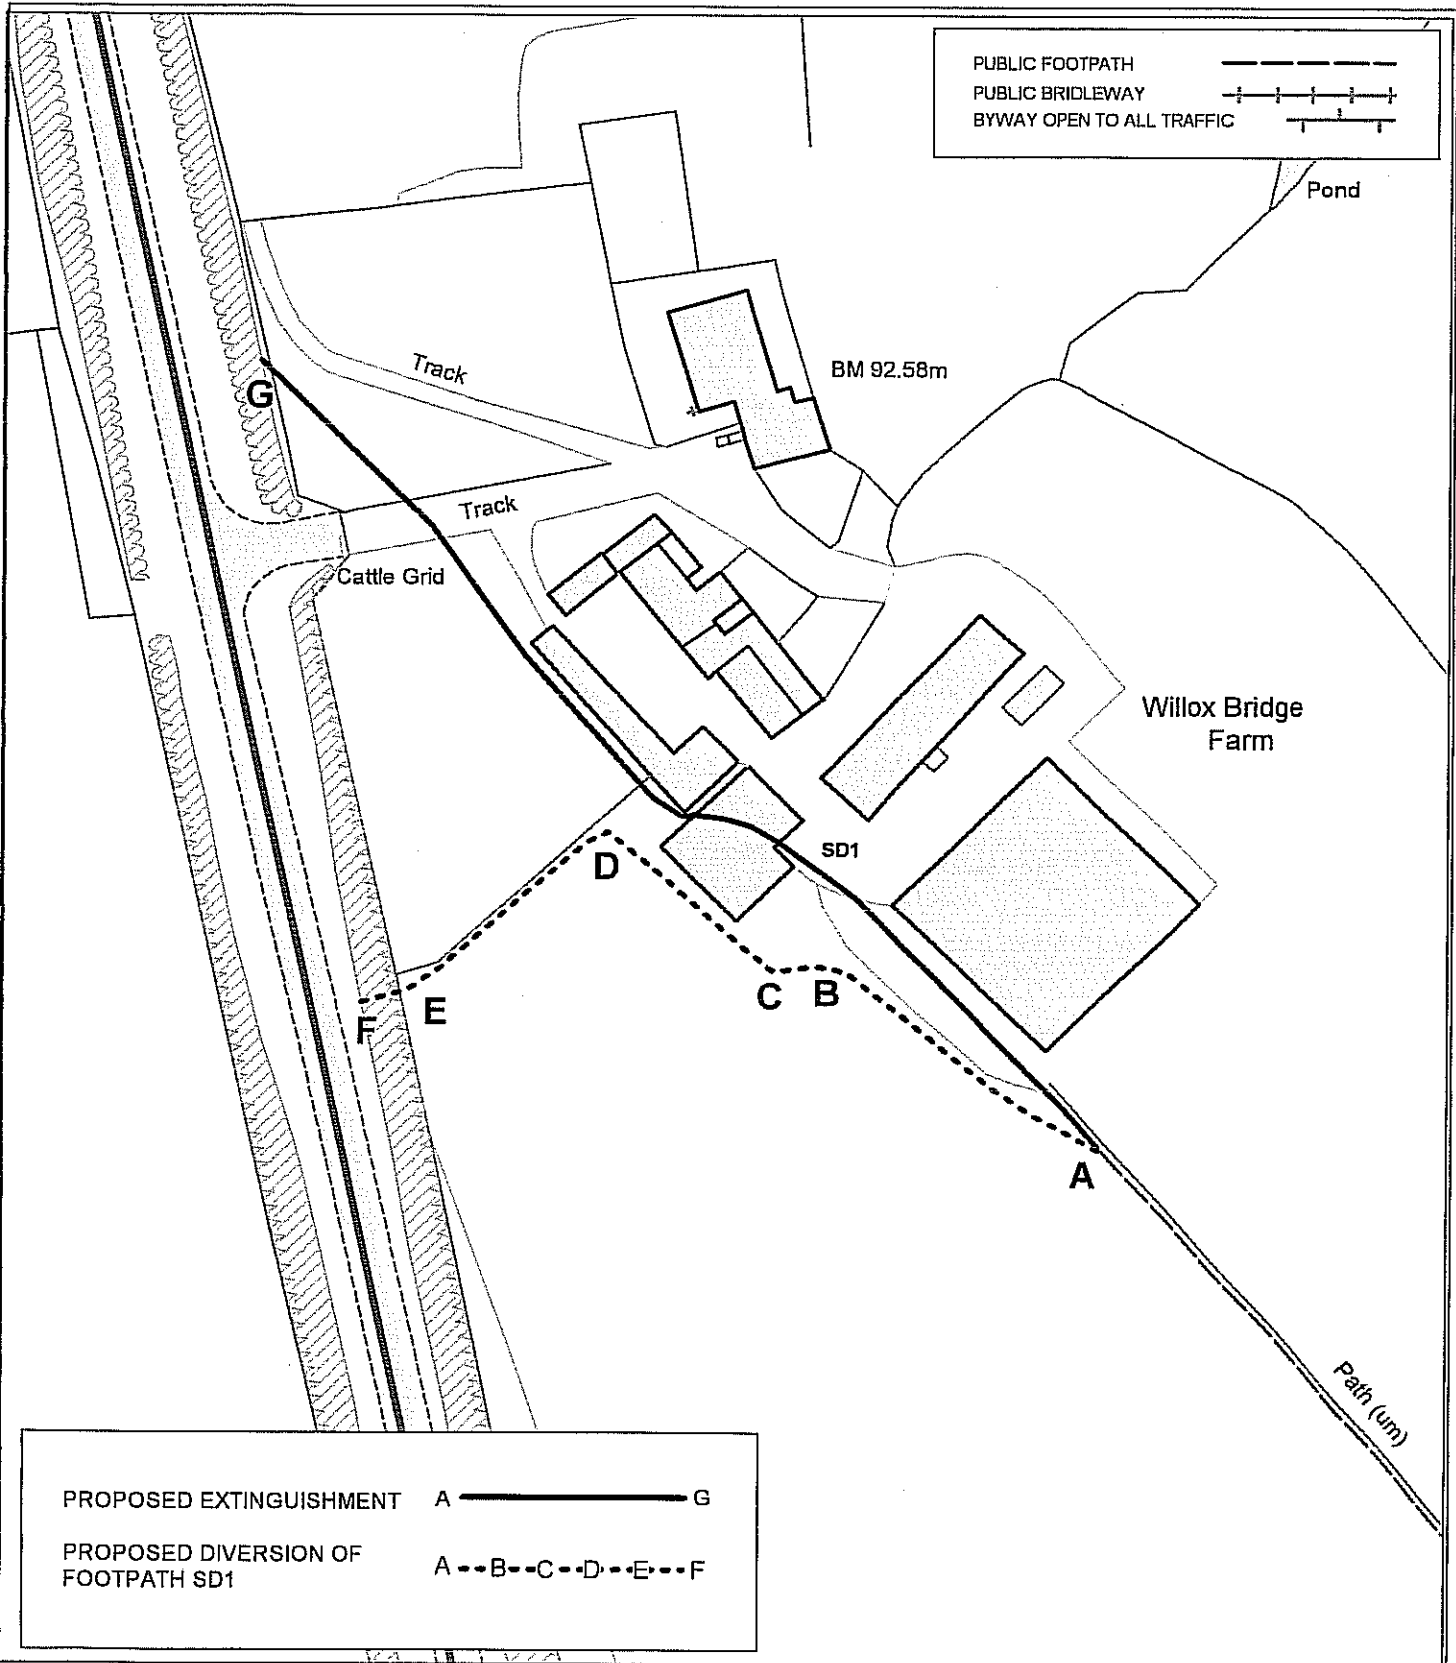 PUBLIC FOOTPATH
PUBLIC BRIDLEWAY
BYWAY OPEN TO ALL TRAFFIC
Pond
Track
BM 92.58m
G
Track
Cattle Grid
Willox Bridge
Farm
SD1
D
C
B
E
F
A
Path (um)
PROPOSED EXTINGUISHMENT A G
PROPOSED DIVERSION OF
FOOTPATH SD1
A B C D E F